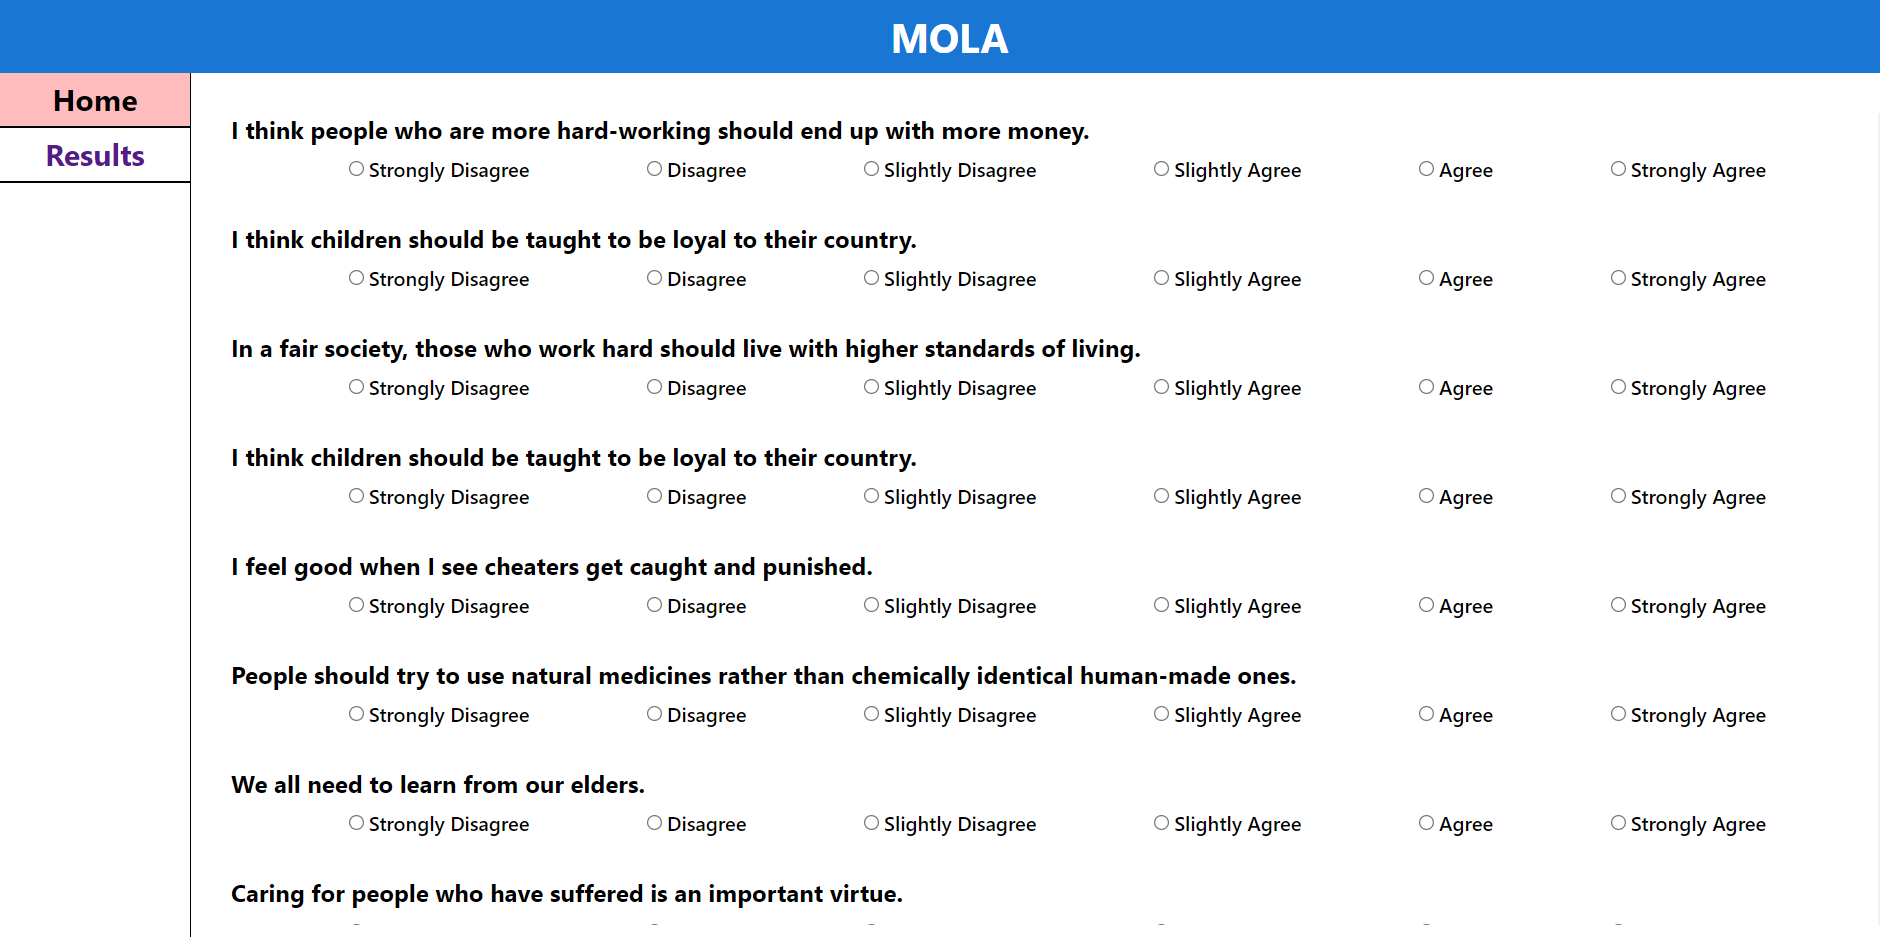 MOLA
Home
Results
I think people who are more hard-working should end up with more money.
Strongly Disagree Disagree Slightly Disagree Slightly Agree Agree Strongly Agree
I think children should be taught to be loyal to their country.
Strongly Disagree Disagree Slightly Disagree Slightly Agree Agree Strongly Agree
In a fair society, those who work hard should live with higher standards of living.
Strongly Disagree Disagree Slightly Disagree Slightly Agree Agree Strongly Agree
I think children should be taught to be loyal to their country.
Strongly Disagree Disagree Slightly Disagree Slightly Agree Agree Strongly Agree
I feel good when I see cheaters get caught and punished.
Strongly Disagree Disagree Slightly Disagree Slightly Agree Agree Strongly Agree
People should try to use natural medicines rather than chemically identical human-made ones.
Strongly Disagree Disagree Slightly Disagree Slightly Agree Agree Strongly Agree
We all need to learn from our elders.
Strongly Disagree Disagree Slightly Disagree Slightly Agree Agree Strongly Agree
Caring for people who have suffered is an important virtue.